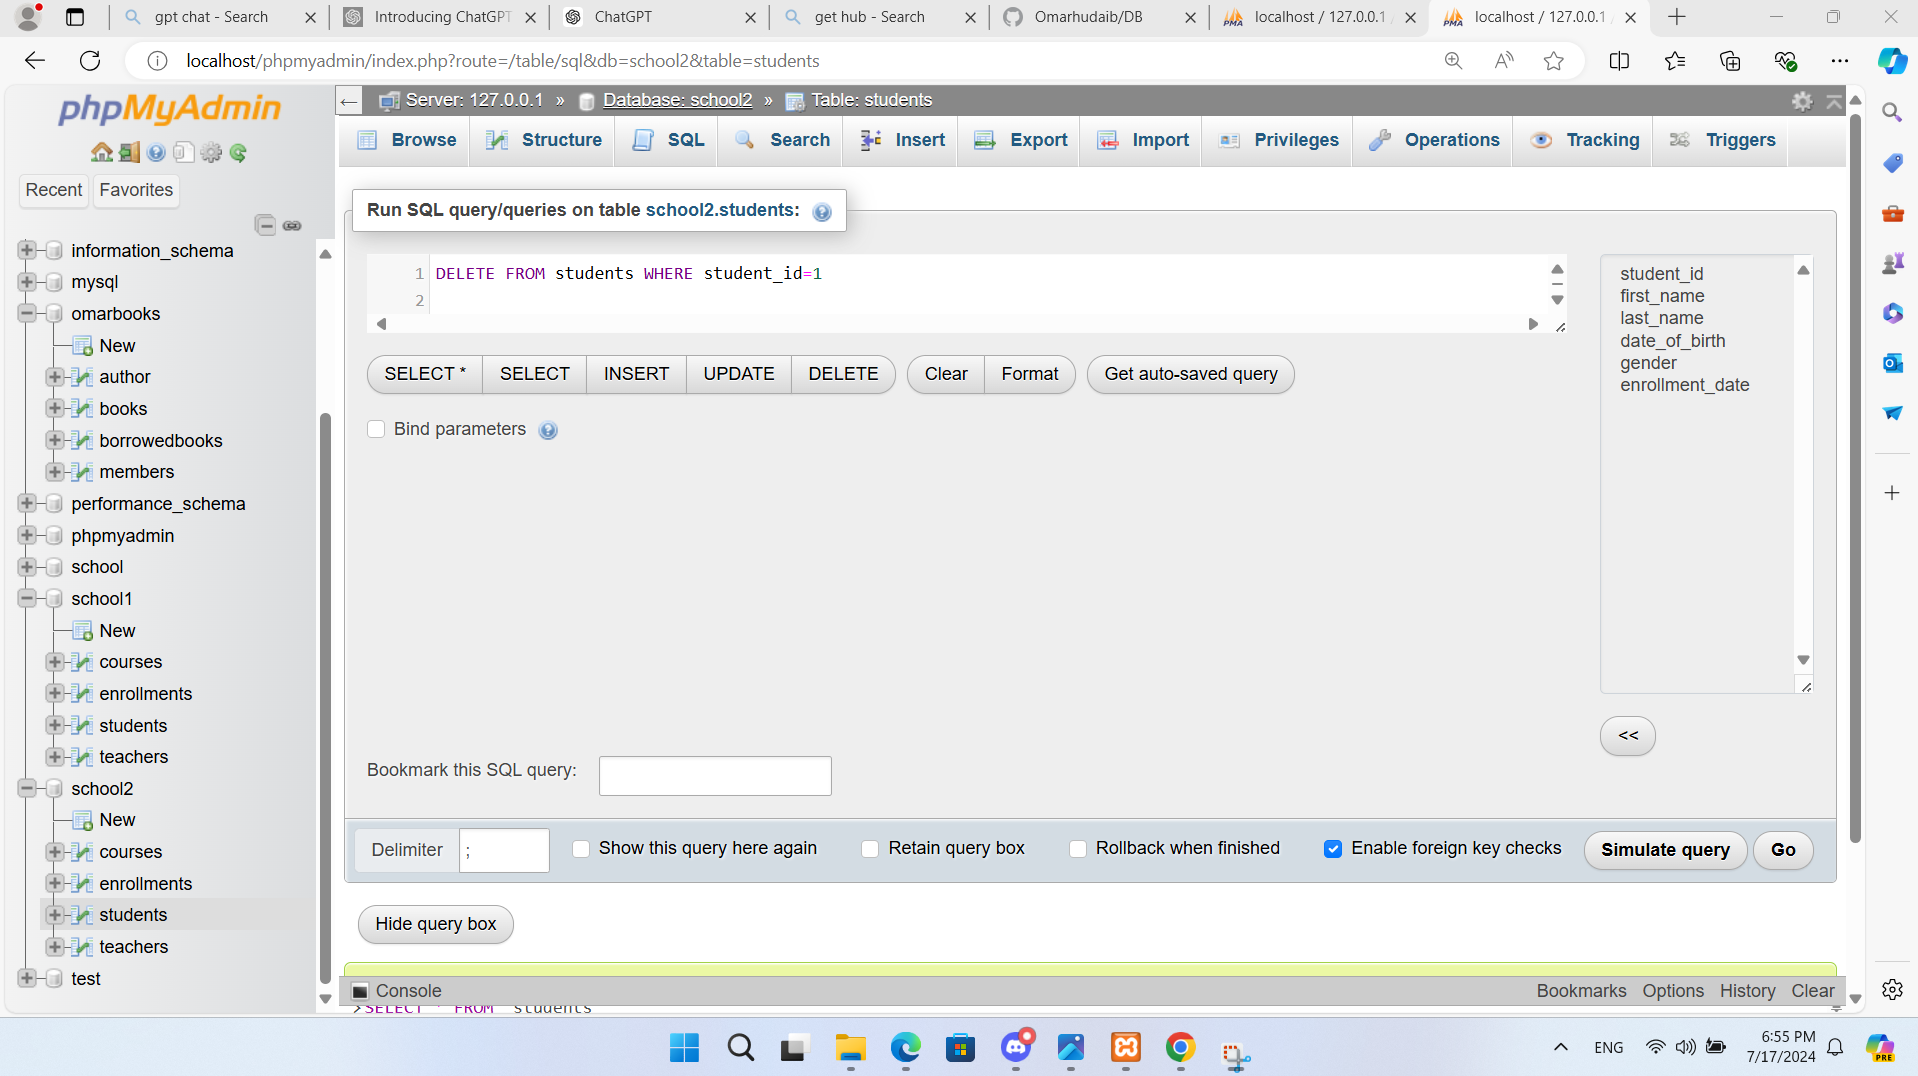 gpt chat - Search
Introducing ChatGPT
ChatGPT
get hub - Search
Omarhudaib/DB
localhost / 127.0.0.1
localhost / 127.0.0.1
localhost/phpmyadmin/index.php?route=/table/sql&db=school2&table=students
phpMyAdmin
Recent
Favorites
information_schema
mysql
omarbooks
New
author
books
borrowedbooks
members
performance_schema
phpmyadmin
school
school1
New
courses
enrollments
students
teachers
school2
New
courses
enrollments
students
teachers
test
Server: 127.0.0.1 » Database: school2 » Table: students
Browse
Structure
SQL
Search
Insert
Export
Import
Privileges
Operations
Tracking
Triggers
Run SQL query/queries on table school2.students:
1 DELETE FROM students WHERE student_id=1
2
student_id
first_name
last_name
date_of_birth
gender
enrollment_date
SELECT *
SELECT
INSERT
UPDATE
DELETE
Clear
Format
Get auto-saved query
Bind parameters
<<
Bookmark this SQL query:
Delimiter
;
Show this query here again
Retain query box
Rollback when finished
Enable foreign key checks
Simulate query
Go
Hide query box
Console
Bookmarks
Options
History
Clear
>SELECT * FROM `students`
ENG
6:55 PM
7/17/2024
PRE